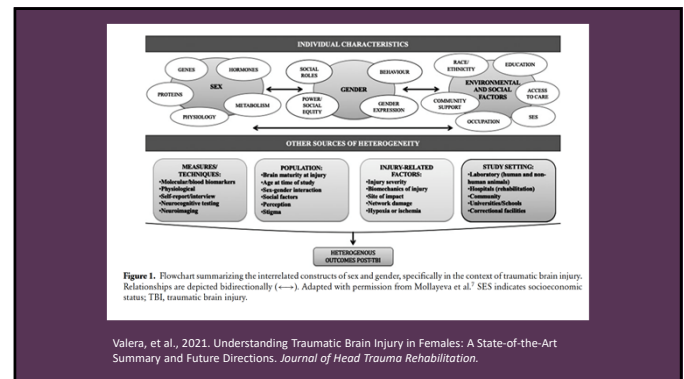 INDIVIDUAL CHARACTERISTICS
GENES
HORMONES
SEX
PROTEINS
METABOLISM
PHYSIOLOGY
SOCIAL
ROLES
BEHAVIOUR
GENDER
POWER/
SOCIAL
EQUITY
GENDER
EXPRESSION
RACE/
ETHNICITY
EDUCATION
ENVIRONMENTAL
AND SOCIAL
FACTORS
ACCESS
TO CARE
COMMUNITY
SUPPORT
SES
OCCUPATION
OTHER SOURCES OF HETEROGENEITY
MEASURES/
TECHNIQUES:
•Molecular/blood biomarkers
•Physiological
•Self-report/interview
•Neurocognitive testing
•Neuroimaging
POPULATION:
•Brain maturity at injury
•Age at time of study
•Sex-gender interaction
•Social factors
•Perception
•Stigma
INJURY-RELATED
FACTORS:
•Injury severity
•Biomechanics of injury
•Site of impact
•Network damage
•Hypoxia or ischemia
STUDY SETTING:
•Laboratory (human and non-
human animals)
•Hospitals (rehabilitation)
•Community
•Universities/Schools
•Correctional facilities
HETEROGENOUS
OUTCOMES POST-TBI
Figure 1. Flowchart summarizing the interrelated constructs of sex and gender, specifically in the context of traumatic brain injury.
Relationships are depicted bidirectionally (⟷). Adapted with permission from Mollayeva et al.⁷ SES indicates socioeconomic
status; TBI, traumatic brain injury.
Valera, et al., 2021. Understanding Traumatic Brain Injury in Females: A State-of-the-Art
Summary and Future Directions. Journal of Head Trauma Rehabilitation.